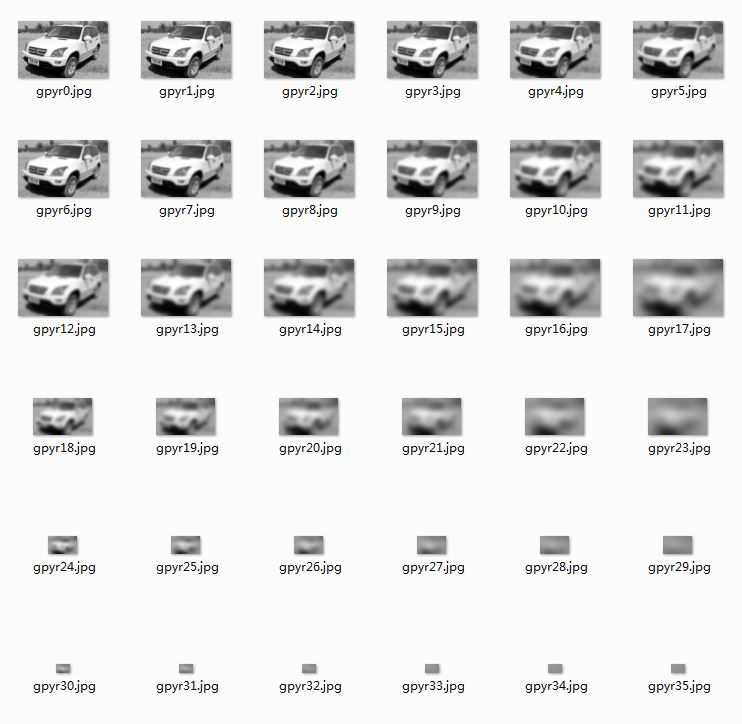 gpyr0.jpg gpyr1.jpg gpyr2.jpg gpyr3.jpg gpyr4.jpg gpyr5.jpg
gpyr6.jpg gpyr7.jpg gpyr8.jpg gpyr9.jpg gpyr10.jpg gpyr11.jpg
gpyr12.jpg gpyr13.jpg gpyr14.jpg gpyr15.jpg gpyr16.jpg gpyr17.jpg
gpyr18.jpg gpyr19.jpg gpyr20.jpg gpyr21.jpg gpyr22.jpg gpyr23.jpg
gpyr24.jpg gpyr25.jpg gpyr26.jpg gpyr27.jpg gpyr28.jpg gpyr29.jpg
gpyr30.jpg gpyr31.jpg gpyr32.jpg gpyr33.jpg gpyr34.jpg gpyr35.jpg